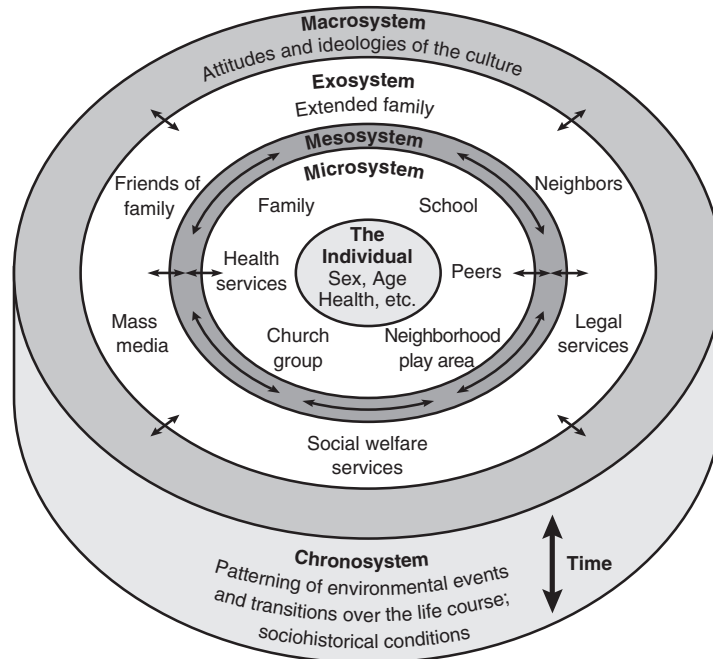 Macrosystem
Attitudes and ideologies of the culture
Exosystem
Extended family
Mesosystem
Microsystem
Friends of
family
Neighbors
Family
School
Health
services
The
Individual
Sex, Age
Health, etc.
Peers
Mass
media
Church
group
Neighborhood
play area
Legal
services
Social welfare
services
Chronosystem
Patterning of environmental events
and transitions over the life course;
sociohistorical conditions
Time